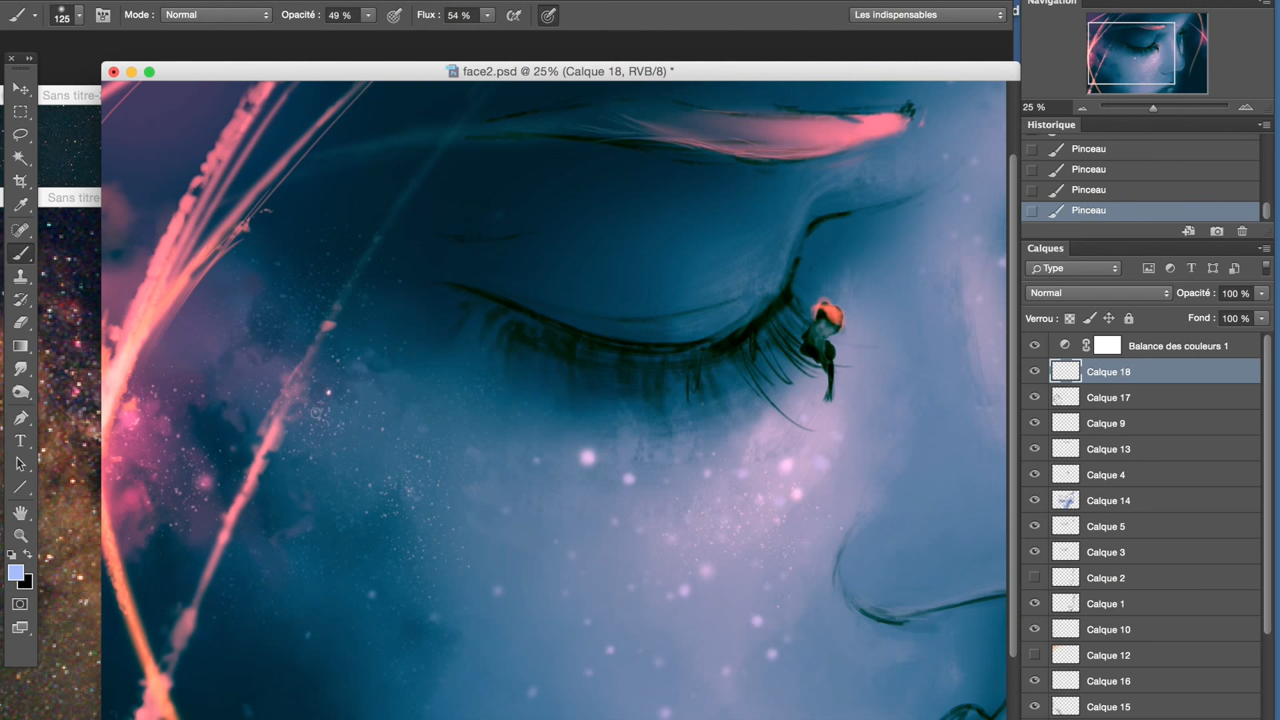 125
Mode : Normal
Opacité : 49 %
Flux : 54 %
Les indispensables
Navigation
face2.psd @ 25% (Calque 18, RVB/8) *
Sans titre-
Sans titre
25 %
Historique
Pinceau
Pinceau
Pinceau
Pinceau
Calques
Type
Normal
Opacité : 100 %
Verrou :
Fond : 100 %
Balance des couleurs 1
Calque 18
Calque 17
Calque 9
Calque 13
Calque 4
Calque 14
Calque 5
Calque 3
Calque 2
Calque 1
Calque 10
Calque 12
Calque 16
Calque 15